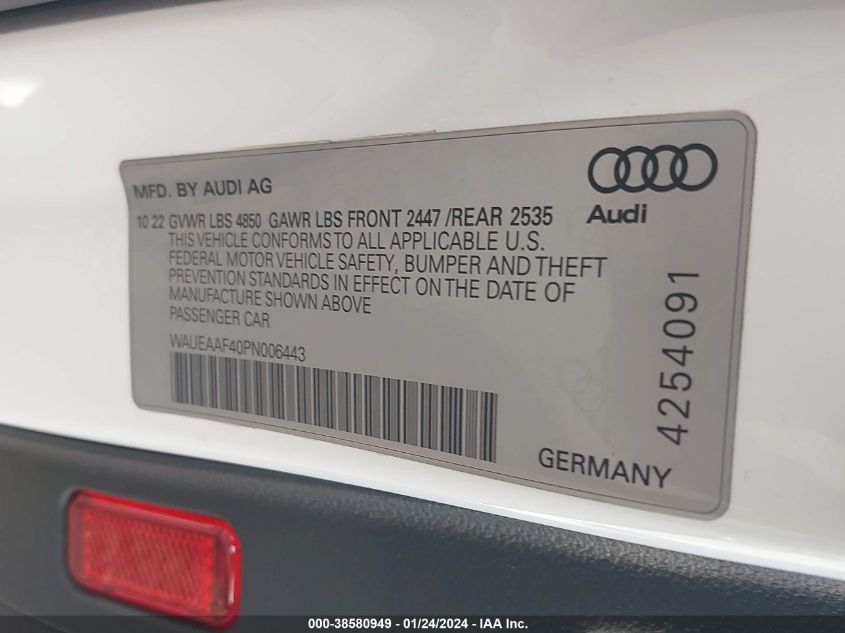 MFD. BY AUDI AG
Audi
10 22 GVWR LBS 4850 GAWR LBS FRONT 2447 /REAR 2535
THIS VEHICLE CONFORMS TO ALL APPLICABLE U.S.
FEDERAL MOTOR VEHICLE SAFETY, BUMPER AND THEFT
PREVENTION STANDARDS IN EFFECT ON THE DATE OF
MANUFACTURE SHOWN ABOVE
PASSENGER CAR
WAUEAAF40PN006443
4254091
GERMANY
000-38580949 - 01/24/2024 - IAA Inc.